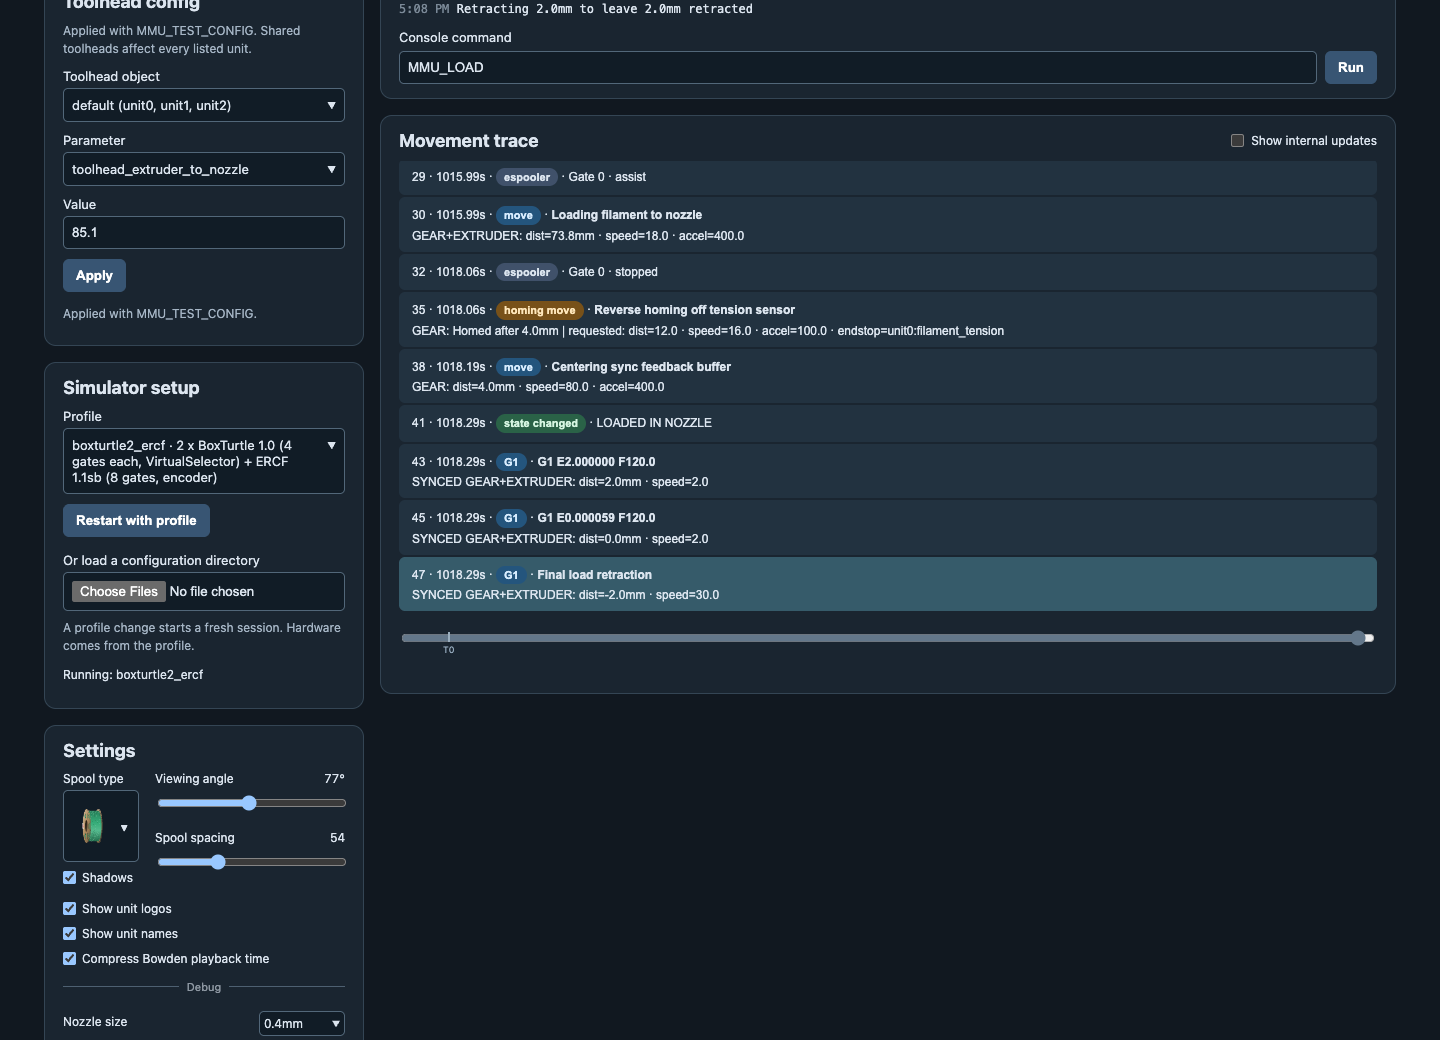 Toolhead config
Applied with MMU_TEST_CONFIG. Shared
toolheads affect every listed unit.
Toolhead object
default (unit0, unit1, unit2)
Parameter
toolhead_extruder_to_nozzle
Value
85.1
Apply
Applied with MMU_TEST_CONFIG.
Simulator setup
Profile
boxturtle2_ercf · 2 x BoxTurtle 1.0 (4
gates each, VirtualSelector) + ERCF
1.1sb (8 gates, encoder)
Restart with profile
Or load a configuration directory
Choose Files No file chosen
A profile change starts a fresh session. Hardware
comes from the profile.
Running: boxturtle2_ercf
Settings
Spool type
Viewing angle 77°
Spool spacing 54
Shadows
Show unit logos
Show unit names
Compress Bowden playback time
Debug
Nozzle size 0.4mm
5:08 PM Retracting 2.0mm to leave 2.0mm retracted
Console command
MMU_LOAD Run
Movement trace Show internal updates
29 · 1015.99s · espooler · Gate 0 · assist
30 · 1015.99s · move · Loading filament to nozzle
GEAR+EXTRUDER: dist=73.8mm · speed=18.0 · accel=400.0
32 · 1018.06s · espooler · Gate 0 · stopped
35 · 1018.06s · homing move · Reverse homing off tension sensor
GEAR: Homed after 4.0mm | requested: dist=12.0 · speed=16.0 · accel=100.0 · endstop=unit0:filament_tension
38 · 1018.19s · move · Centering sync feedback buffer
GEAR: dist=4.0mm · speed=80.0 · accel=400.0
41 · 1018.29s · state changed · LOADED IN NOZZLE
43 · 1018.29s · G1 · G1 E2.000000 F120.0
SYNCED GEAR+EXTRUDER: dist=2.0mm · speed=2.0
45 · 1018.29s · G1 · G1 E0.000059 F120.0
SYNCED GEAR+EXTRUDER: dist=0.0mm · speed=2.0
47 · 1018.29s · G1 · Final load retraction
SYNCED GEAR+EXTRUDER: dist=-2.0mm · speed=30.0
T0